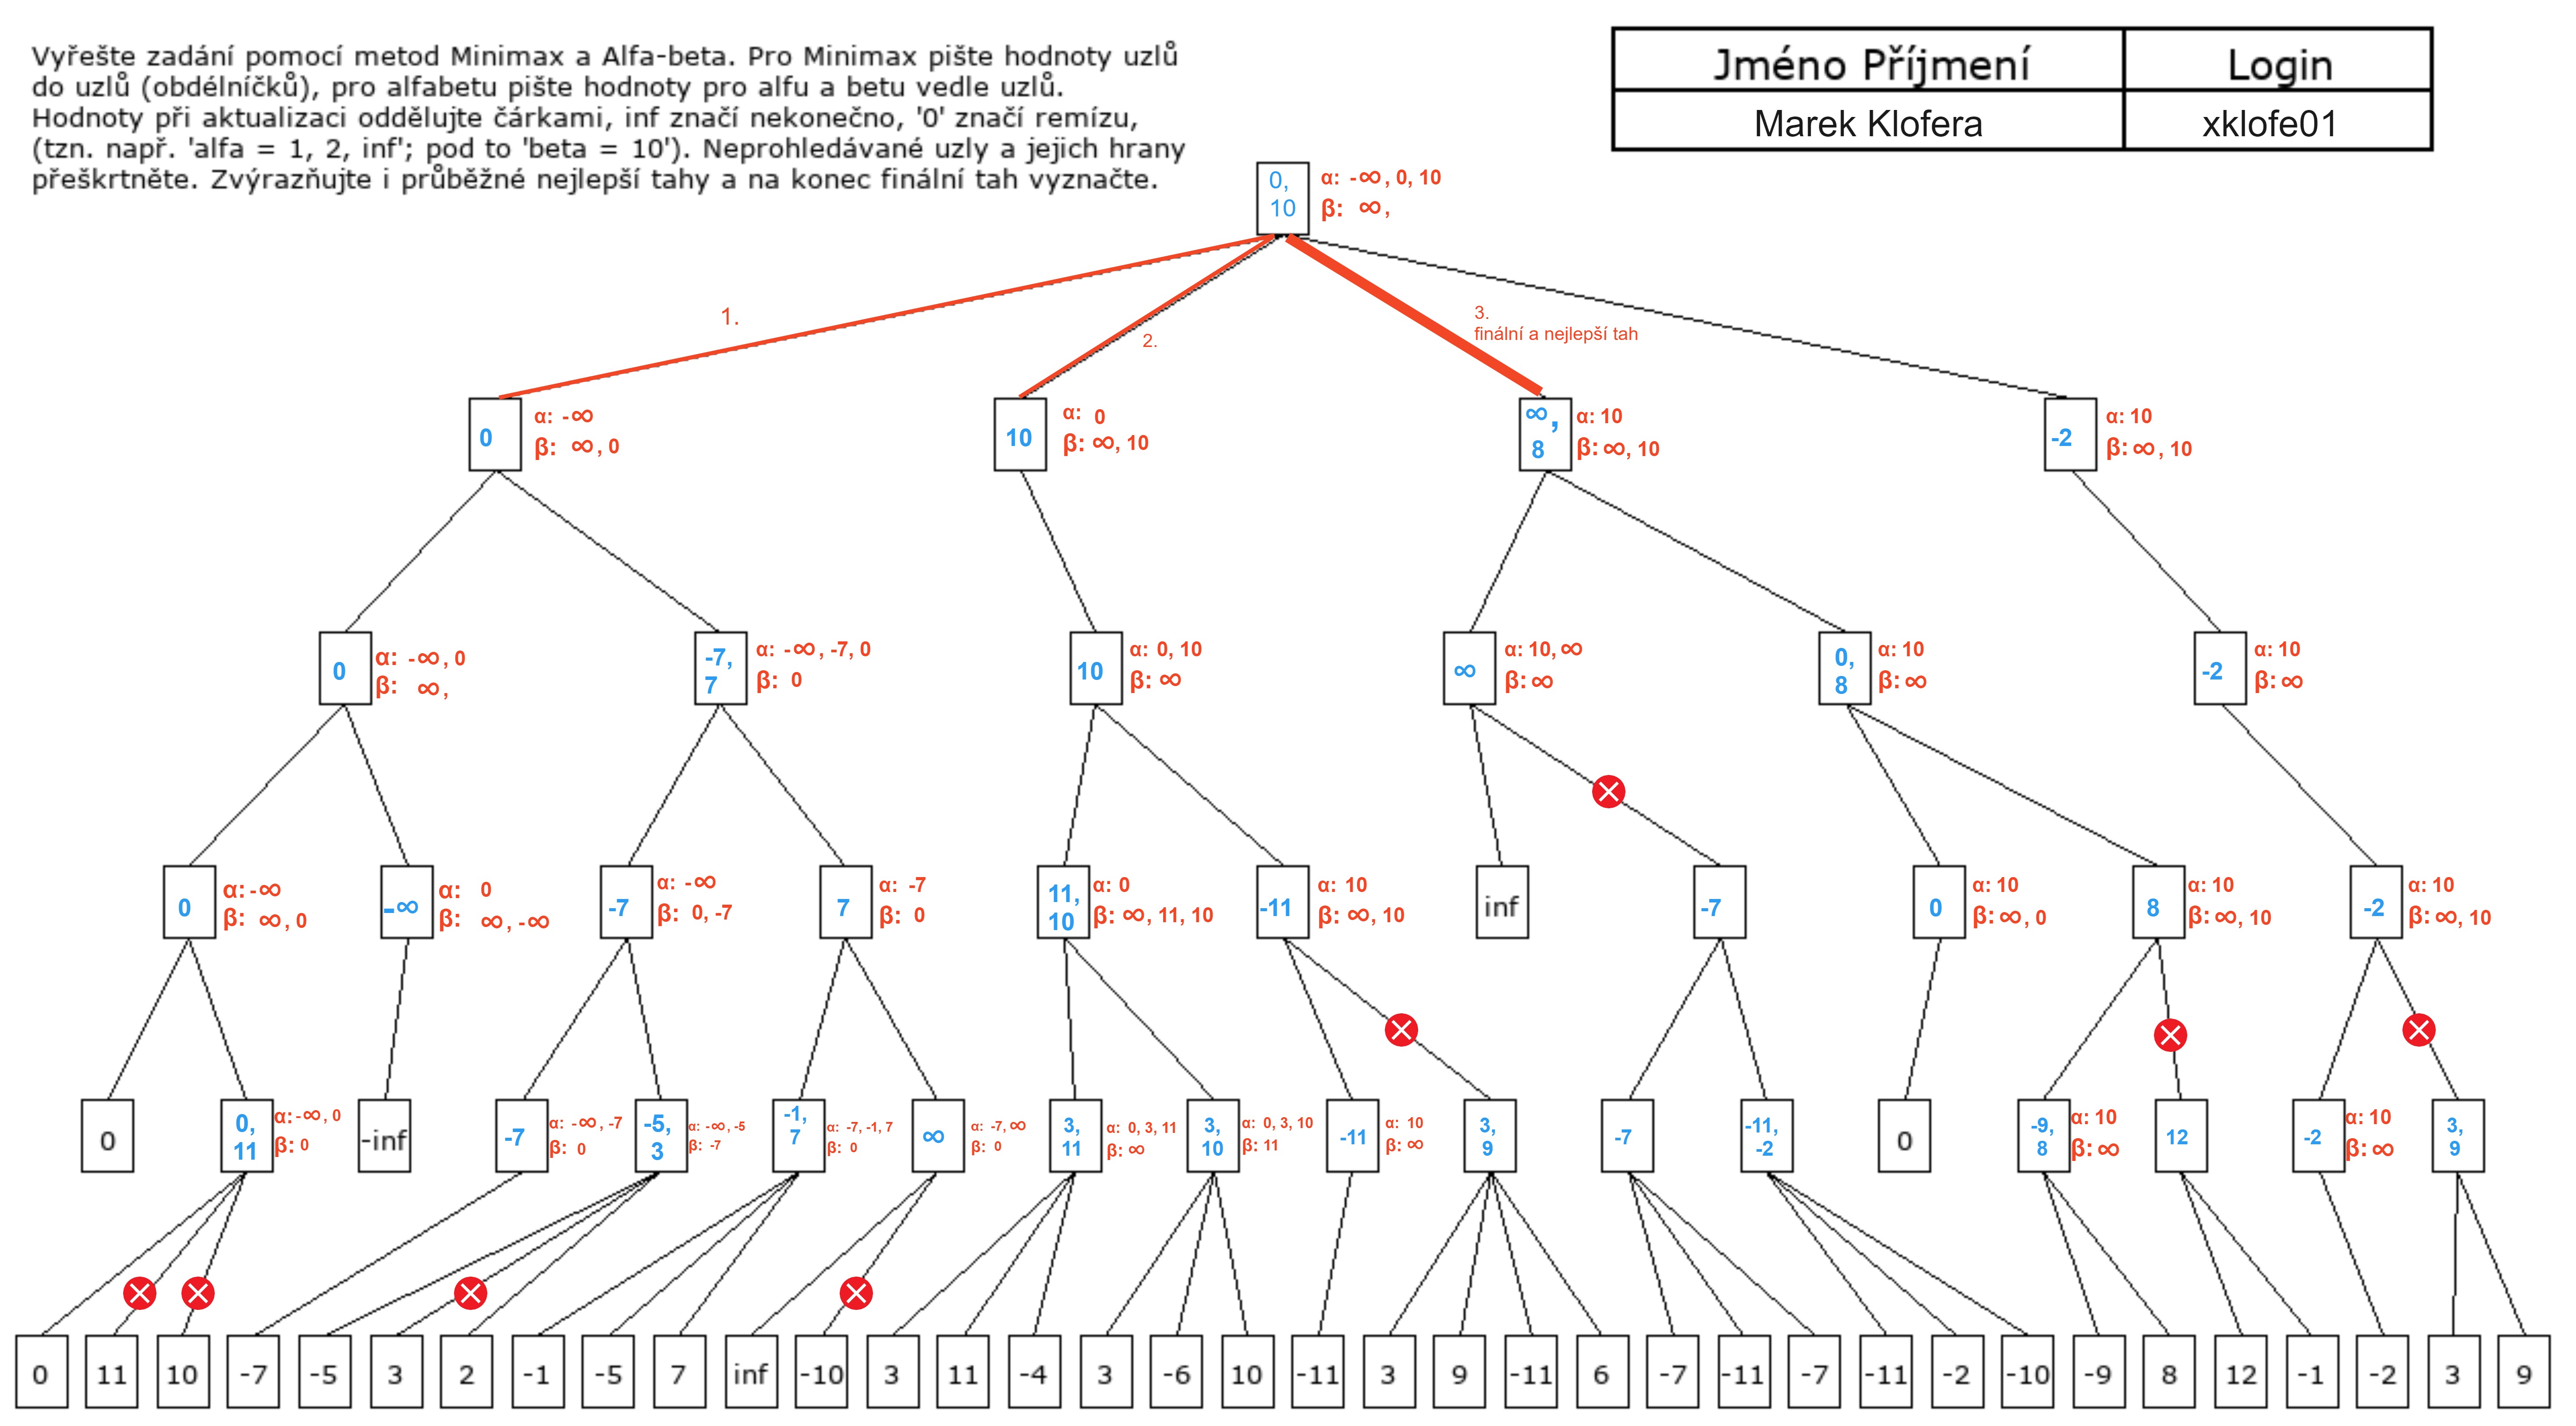 Vyřešte zadání pomocí metod Minimax a Alfa-beta. Pro Minimax pište hodnoty uzlů
do uzlů (obdélníčků), pro alfabetu pište hodnoty pro alfu a betu vedle uzlů.
Hodnoty při aktualizaci oddělujte čárkami, inf značí nekonečno, '0' značí remízu,
(tzn. např. 'alfa = 1, 2, inf'; pod to 'beta = 10'). Neprohledávané uzly a jejich hrany
přeškrtněte. Zvýrazňujte i průběžné nejlepší tahy a na konec finální tah vyznačte.
Jméno Příjmení Login
Marek Klofera xklofe01
0, α: -∞, 0, 10
10 β: ∞,
1.
2.
3.
finální a nejlepší tah
0 α: -∞
β: ∞, 0
10 α: 0
β: ∞, 10
∞, α: 10
8 β: ∞, 10
-2 α: 10
β: ∞, 10
0 α: -∞, 0
β: ∞,
-7, α: -∞, -7, 0
7 β: 0
10 α: 0, 10
β: ∞
∞ α: 10, ∞
β: ∞
0, α: 10
8 β: ∞
-2 α: 10
β: ∞
0 α: -∞
β: ∞, 0
-∞ α: 0
β: ∞, -∞
-7 α: -∞
β: 0, -7
7 α: -7
β: 0
11, α: 0
10 β: ∞, 11, 10
-11 α: 10
β: ∞, 10
inf
-7
0 α: 10
β: ∞, 0
8 α: 10
β: ∞, 10
-2 α: 10
β: ∞, 10
0
0, α: -∞, 0
11 β: 0
-inf
-7 α: -∞, -7
β: 0
-5, α: -∞, -5
3 β: -7
-1, α: -7, -1, 7
7 β: 0
∞ α: -7, ∞
β: 0
3, α: 0, 3, 11
11 β: ∞
3, α: 0, 3, 10
10 β: 11
-11 α: 10
β: ∞
3,
9
-7
-11,
-2
0
-9, α: 10
8 β: ∞
12
-2 α: 10
β: ∞
3,
9
0 11 10 -7 -5 3 2 -1 -5 7 inf -10 3 11 -4 3 -6 10 -11 3 9 -11 6 -7 -11 -7 -11 -2 -10 -9 8 12 -1 -2 3 9